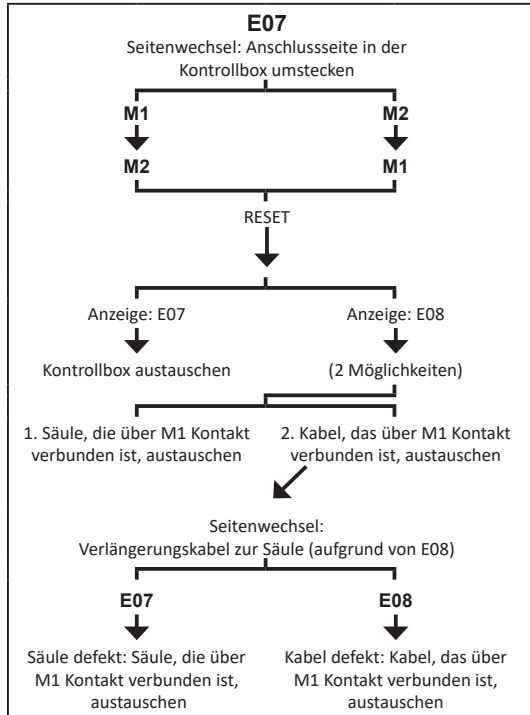 E07
Seitenwechsel: Anschlussseite in der
Kontrollbox umstecken
M1
M2
M2
M1
RESET
Anzeige: E07
Anzeige: E08
Kontrollbox austauschen
(2 Möglichkeiten)
1. Säule, die über M1 Kontakt
verbunden ist, austauschen
2. Kabel, das über M1 Kontakt
verbunden ist, austauschen
Seitenwechsel:
Verlängerungskabel zur Säule (aufgrund von E08)
E07
E08
Säule defekt: Säule, die über
M1 Kontakt verbunden ist,
austauschen
Kabel defekt: Kabel, das über
M1 Kontakt verbunden ist,
austauschen